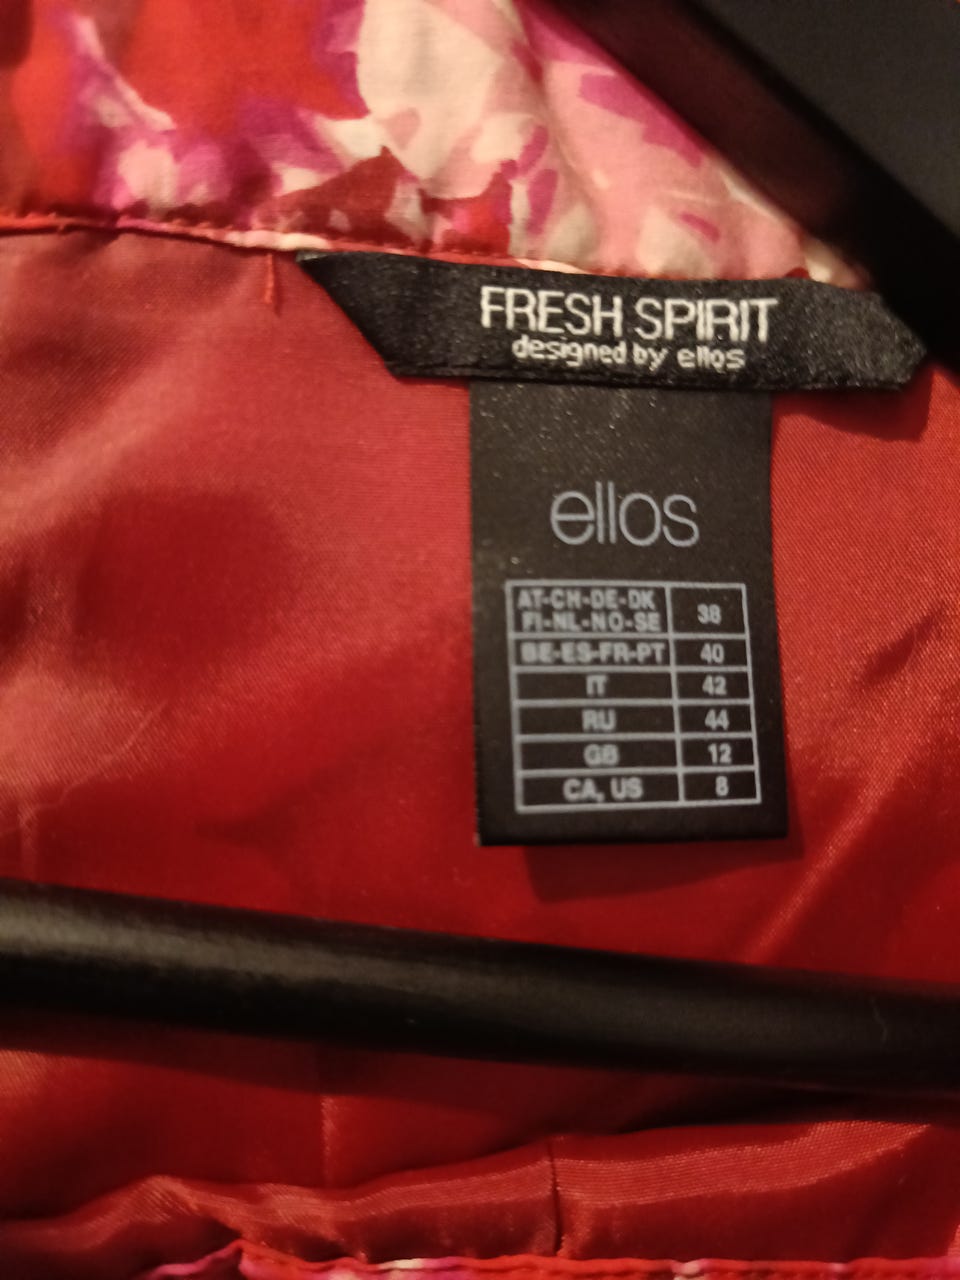 FRESH SPIRIT
designed by ellos
ellos
AT-CH-DE-DK
FI-NL-NO-SE 38
BE-ES-FR-PT 40
IT 42
RU 44
GB 12
CA, US 8